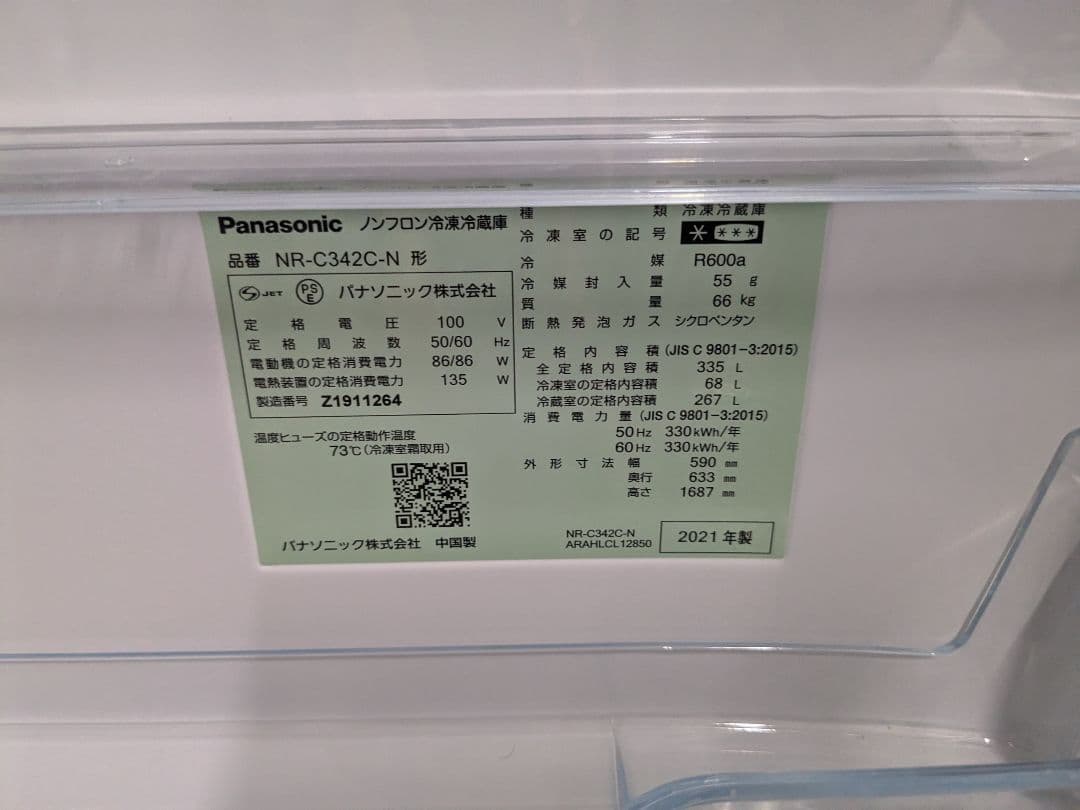 Panasonic ノンフロン冷凍冷蔵庫
品番 NR-C342C-N 形
JET PSE パナソニック株式会社
定格電圧 100 V
定格周波数 50/60 Hz
電動機の定格消費電力 86/86 W
電熱装置の定格消費電力 135 W
製造番号 Z1911264
温度ヒューズの定格動作温度
73℃(冷凍室霜取用)
パナソニック株式会社 中国製
種類 冷凍冷蔵庫
冷凍室の記号 * ***
冷媒 R600a
冷媒封入量 55 g
質量 66 kg
断熱発泡ガス シクロペンタン
定格内容積 (JIS C 9801-3:2015)
全定格内容積 335 L
冷凍室の定格内容積 68 L
冷蔵室の定格内容積 267 L
消費電力量 (JIS C 9801-3:2015)
50Hz 330kWh/年
60Hz 330kWh/年
外形寸法 幅 590 mm
奥行 633 mm
高さ 1687 mm
NR-C342C-N
ARAHLCL12850
2021年製